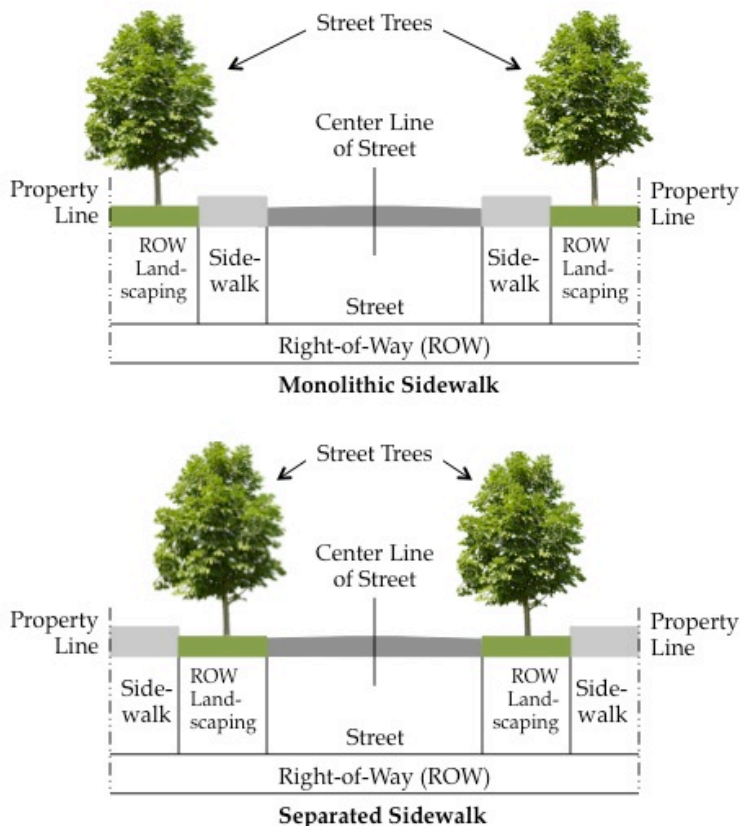 Street Trees
Center Line
of Street
Property
Line
Property
Line
ROW
Land-
scaping
Side-
walk
Side-
walk
ROW
Land-
scaping
Street
Right-of-Way (ROW)
Monolithic Sidewalk
Street Trees
Center Line
of Street
Property
Line
Property
Line
Side-
walk
ROW
Land-
scaping
ROW
Land-
scaping
Side-
walk
Street
Right-of-Way (ROW)
Separated Sidewalk